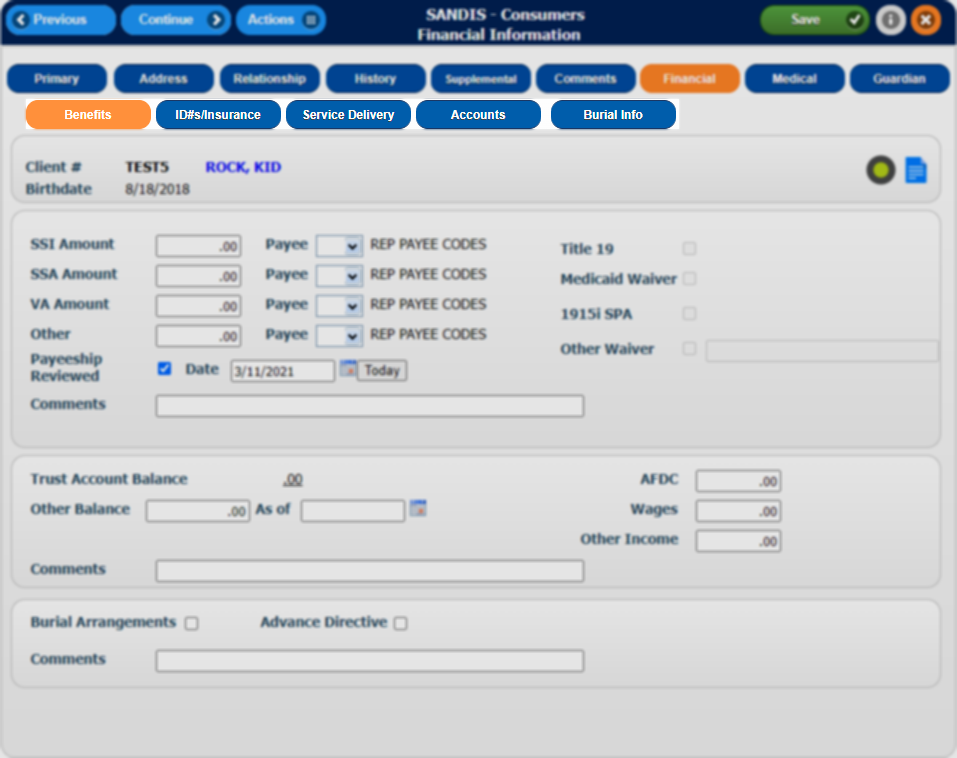 Previous Continue Actions SANDIS - Consumers Save
Financial Information
Primary Address Relationship History Supplemental Comments Financial Medical Guardian
Benefits ID#s/Insurance Service Delivery Accounts Burial Info
Client # TEST5 ROCK, KID
Birthdate 8/18/2018
SSI Amount .00 Payee REP PAYEE CODES
SSA Amount .00 Payee REP PAYEE CODES
VA Amount .00 Payee REP PAYEE CODES
Other .00 Payee REP PAYEE CODES
Payeeship
Reviewed Date 3/11/2021 Today
Comments
Title 19
Medicaid Waiver
1915i SPA
Other Waiver
Trust Account Balance .00
Other Balance .00 As of
Comments
AFDC .00
Wages .00
Other Income .00
Burial Arrangements Advance Directive
Comments